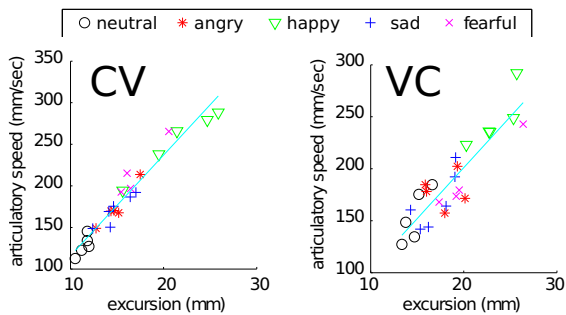 neutral angry happy sad fearful
CV
articulatory speed (mm/sec)
350
300
250
200
150
100
10 20 30
excursion (mm)
VC
articulatory speed (mm/sec)
300
250
200
150
100
10 20 30
excursion (mm)